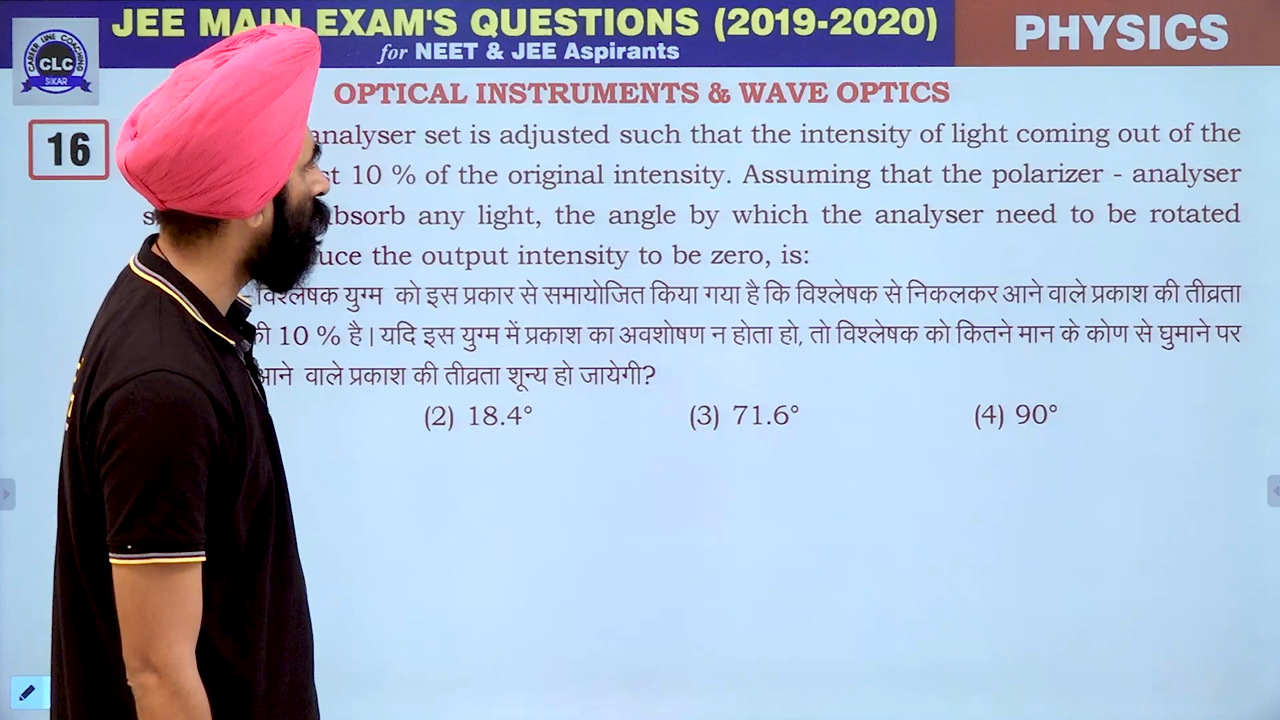 JEE MAIN EXAM'S QUESTIONS (2019-2020)
for NEET & JEE Aspirants
PHYSICS
CAREER LINE COACHING
CLC
SIKAR
OPTICAL INSTRUMENTS & WAVE OPTICS
16
analyser set is adjusted such that the intensity of light coming out of the
10 % of the original intensity. Assuming that the polarizer - analyser
any light, the angle by which the analyser need to be rotated
the output intensity to be zero, is:
विश्लेषक युग्म को इस प्रकार से समायोजित किया गया है कि विश्लेषक से निकलकर आने वाले प्रकाश की तीव्रता
10 % है। यदि इस युग्म में प्रकाश का अवशोषण न होता हो, तो विश्लेषक को कितने मान के कोण से घुमाने पर
आने वाले प्रकाश की तीव्रता शून्य हो जायेगी?
(2) 18.4° (3) 71.6° (4) 90°